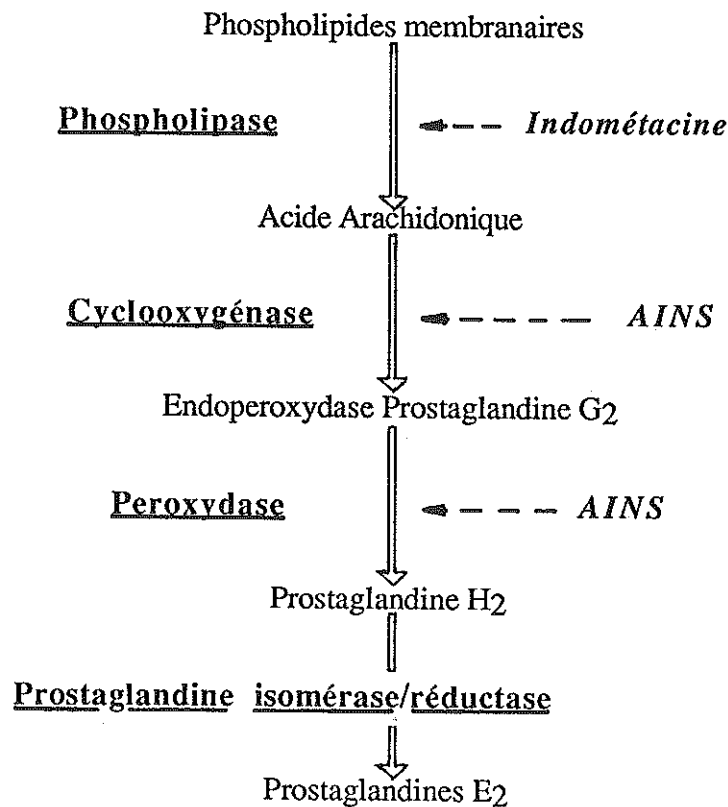 Phospholipides membranaires
Phospholipase Indométacine
Acide Arachidonique
Cyclooxygénase AINS
Endoperoxydase Prostaglandine G2
Peroxydase AINS
Prostaglandine H2
Prostaglandine isomérase/réductase
Prostaglandines E2